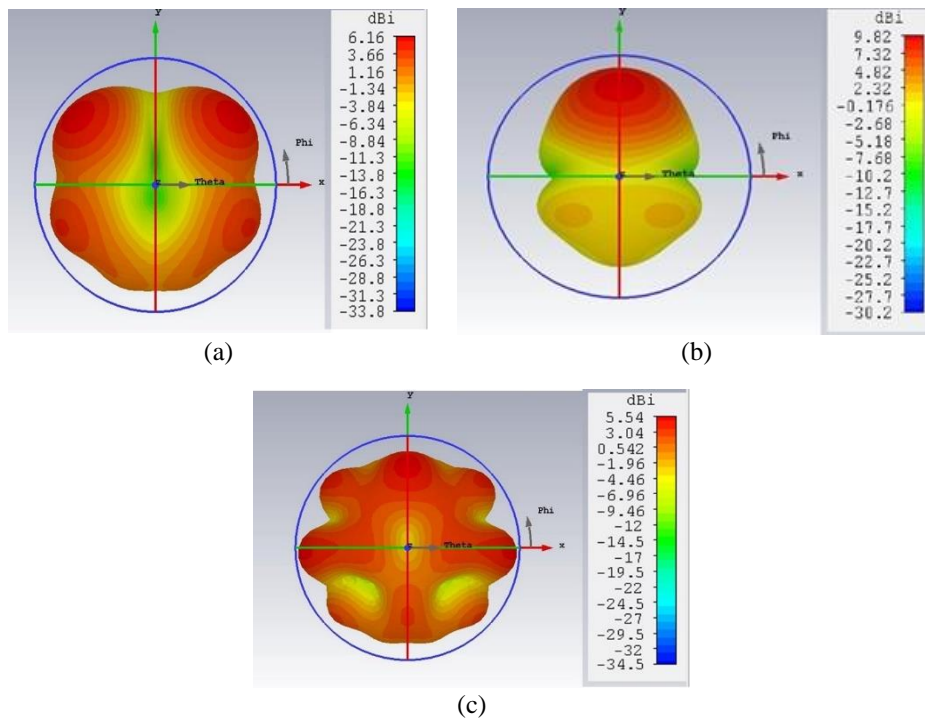 y
dBi
6.16
3.66
1.16
-1.34
-3.84
-6.34
-8.84
-11.3
-13.8
-16.3
-18.8
-21.3
-23.8
-26.3
-28.8
-31.3
-33.8
Phi
Theta
x
(a)
y
dBi
9.82
7.32
4.82
2.32
-0.176
-2.68
-5.18
-7.68
-10.2
-12.7
-15.2
-17.7
-20.2
-22.7
-25.2
-27.7
-30.2
Phi
Theta
x
(b)
y
dBi
5.54
3.04
0.542
-1.96
-4.46
-6.96
-9.46
-12
-14.5
-17
-19.5
-22
-24.5
-27
-29.5
-32
-34.5
Phi
Theta
x
(c)